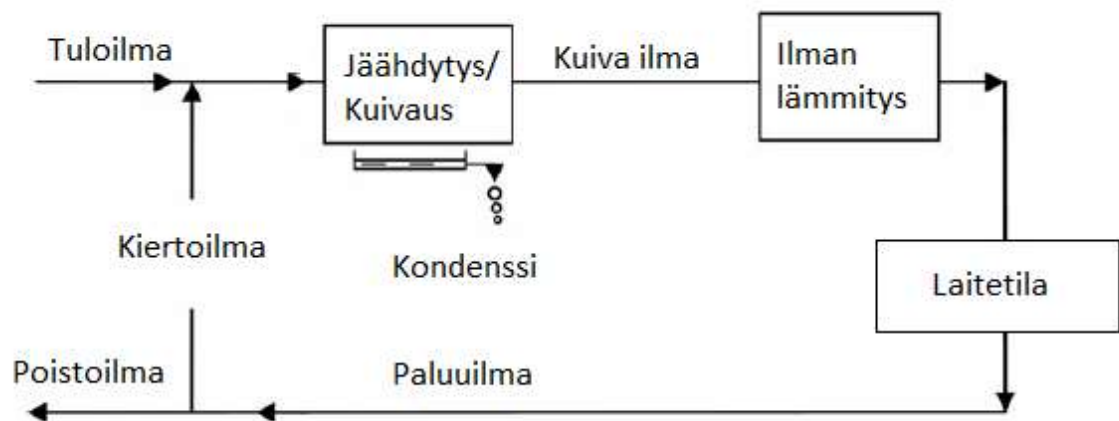 Tuloilma
Jäähdytys/
Kuivaus
Kuiva ilma
Ilman
lämmitys
Kiertoilma
Kondenssi
Laitetila
Poistoilma
Paluuilma